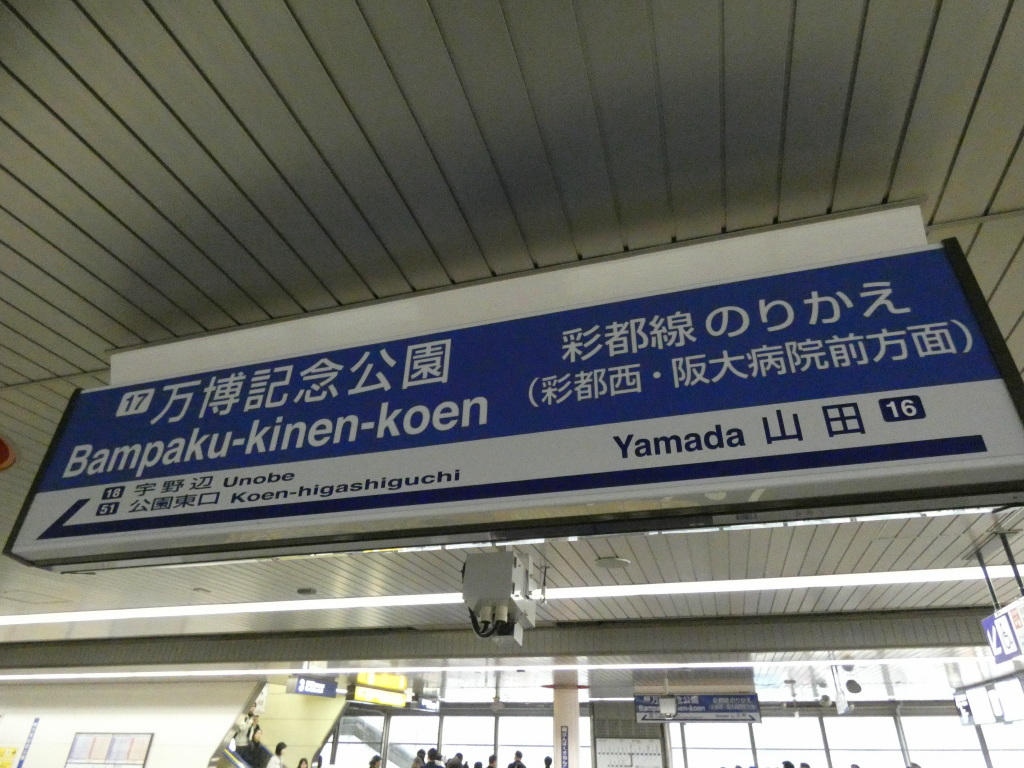 17 万博記念公園
Bampaku-kinen-koen
彩都線のりかえ
(彩都西・阪大病院前方面)
18 宇野辺 Unobe
51 公園東口 Koen-higashiguchi
Yamada 山田 16